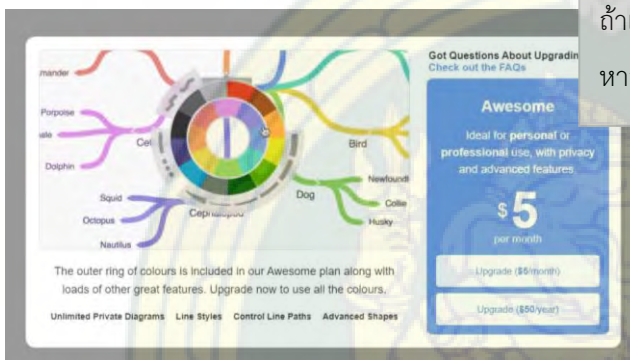 ถ้า
หา
Got Questions About Upgradin
Check out the FAQs
mander
Porpoise
ale
Dolphin
Cet
Bird
Squid
Octopus
Nautilus
Dog
Newfoundl
Collie
Husky
Awesome
Ideal for personal or
professional use, with privacy
and advanced features
$5
per month
Upgrade ($5/month)
Upgrade ($50/year)
The outer ring of colours is included in our Awesome plan along with
loads of other great features. Upgrade now to use all the colours.
Unlimited Private Diagrams Line Styles Control Line Paths Advanced Shapes